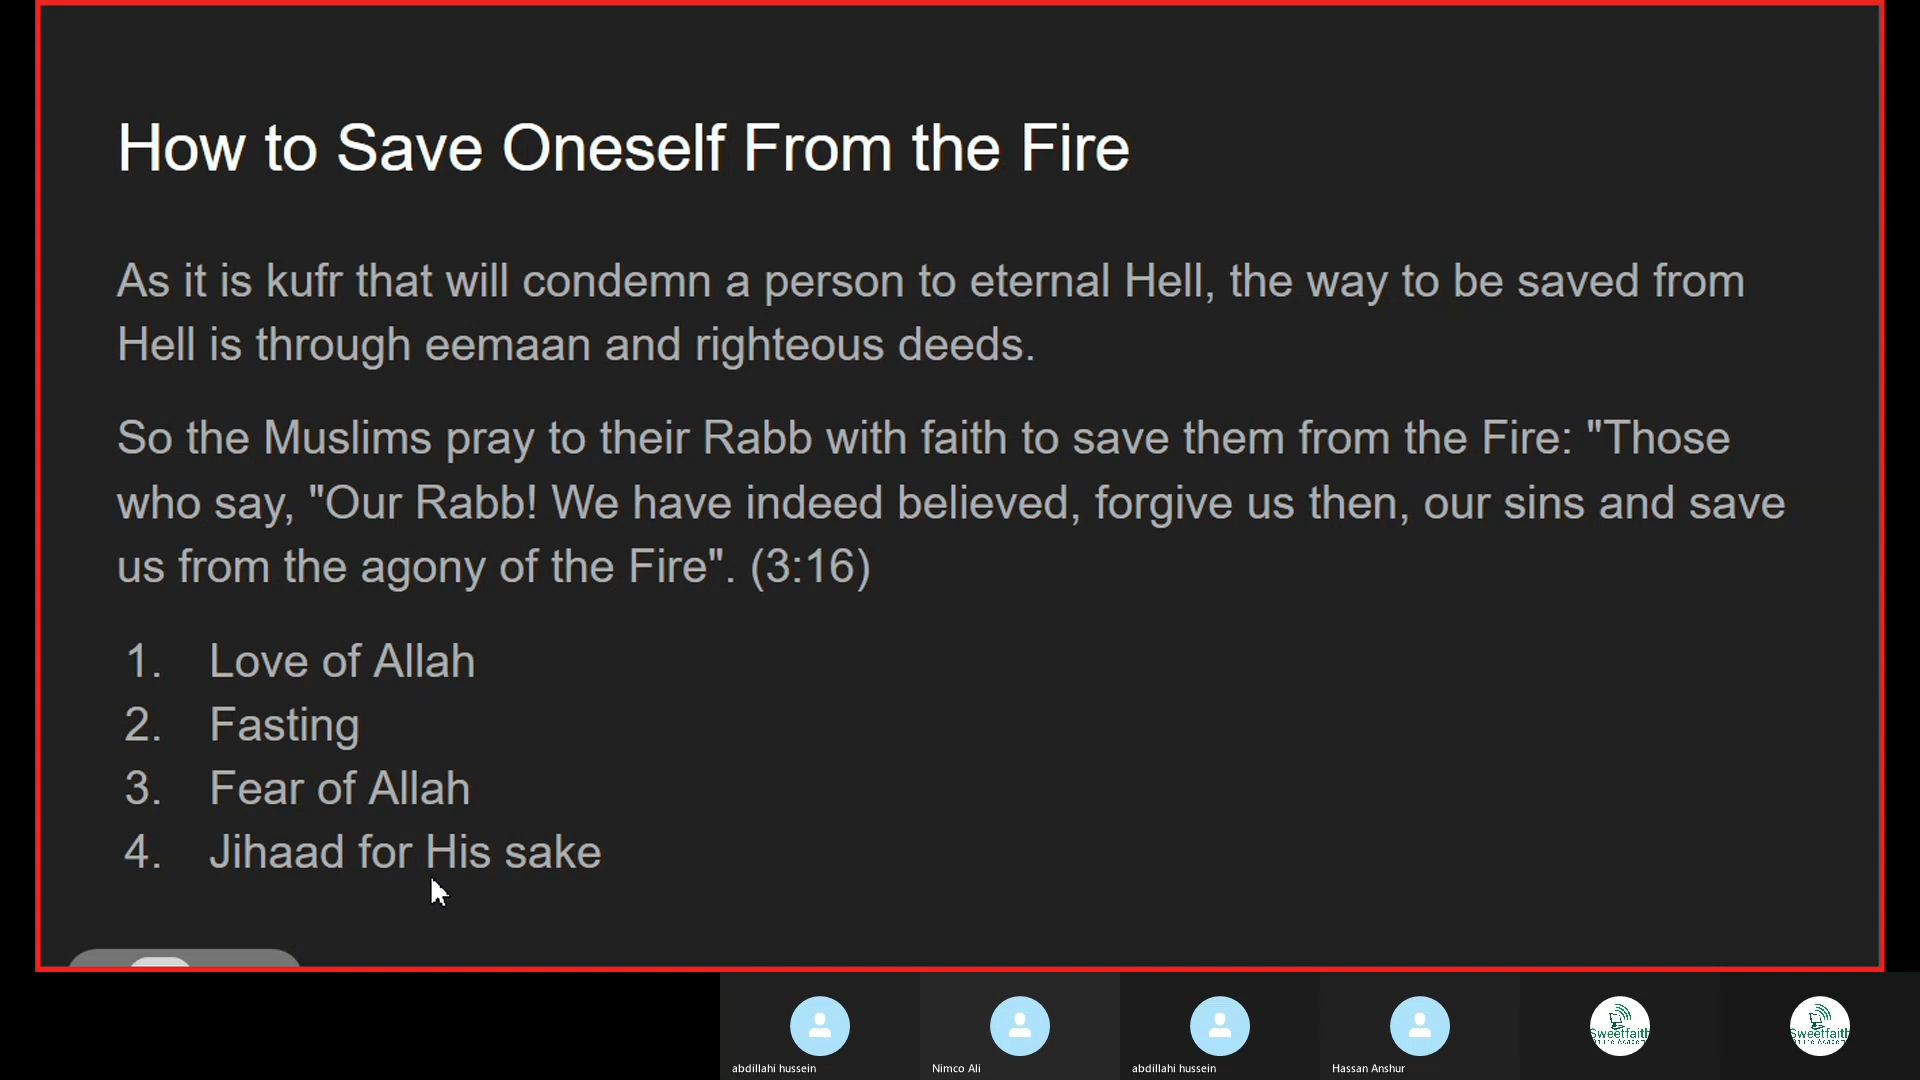 How to Save Oneself From the Fire
As it is kufr that will condemn a person to eternal Hell, the way to be saved from
Hell is through eemaan and righteous deeds.
So the Muslims pray to their Rabb with faith to save them from the Fire: "Those
who say, "Our Rabb! We have indeed believed, forgive us then, our sins and save
us from the agony of the Fire". (3:16)
1. Love of Allah
2. Fasting
3. Fear of Allah
4. Jihaad for His sake
abdillahi hussein
Nimco Ali
abdillahi hussein
Hassan Anshur
Sweetfaith
Sweetfaith